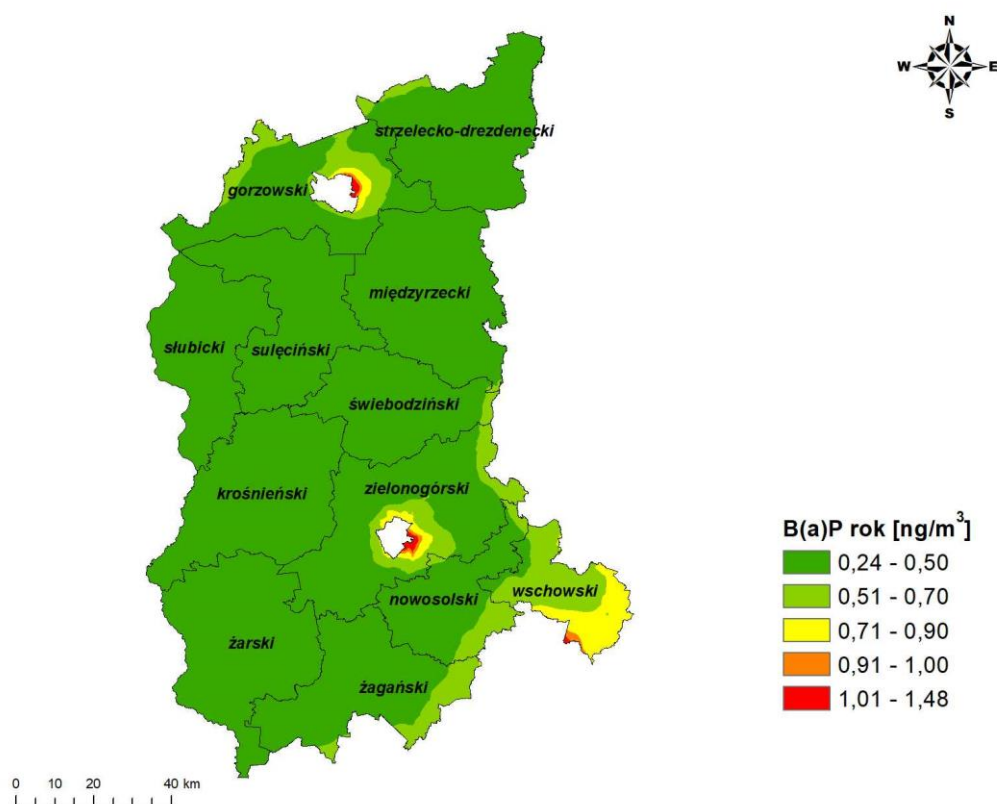 N
W E
S
strzelecko-drezdenecki
gorzowski
międzyrzecki
słubicki
sulęciński
świebodziński
krośnieński
zielonogórski
nowosolski
wschowski
żarski
żagański
B(a)P rok [ng/m³]
0,24 - 0,50
0,51 - 0,70
0,71 - 0,90
0,91 - 1,00
1,01 - 1,48
0 10 20 40 km